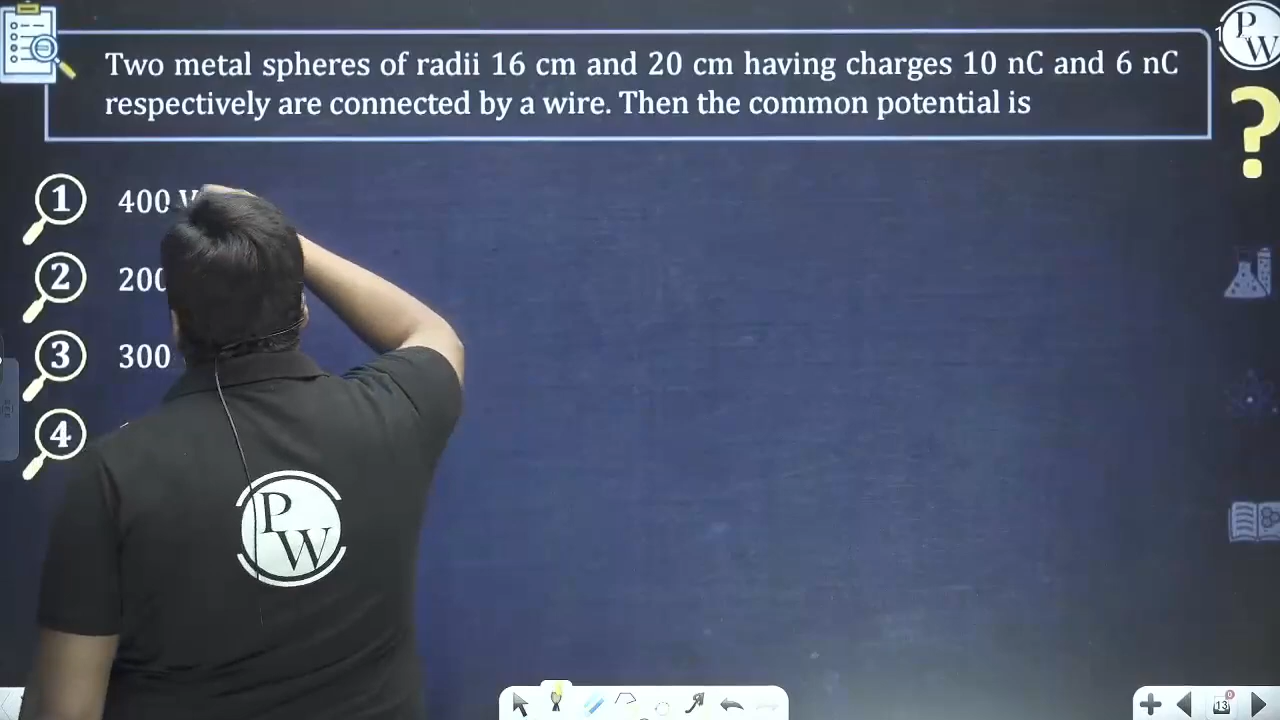 Two metal spheres of radii 16 cm and 20 cm having charges 10 nC and 6 nC
respectively are connected by a wire. Then the common potential is
1 400 V
2 200
3 300
4
PW
PW
13